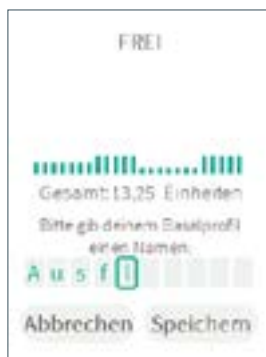 FREI
Gesamt: 13,25 Einheiten
Bitte gib deinem Basalprofil
einen Namen.
A u s f l
Abbrechen Speichern